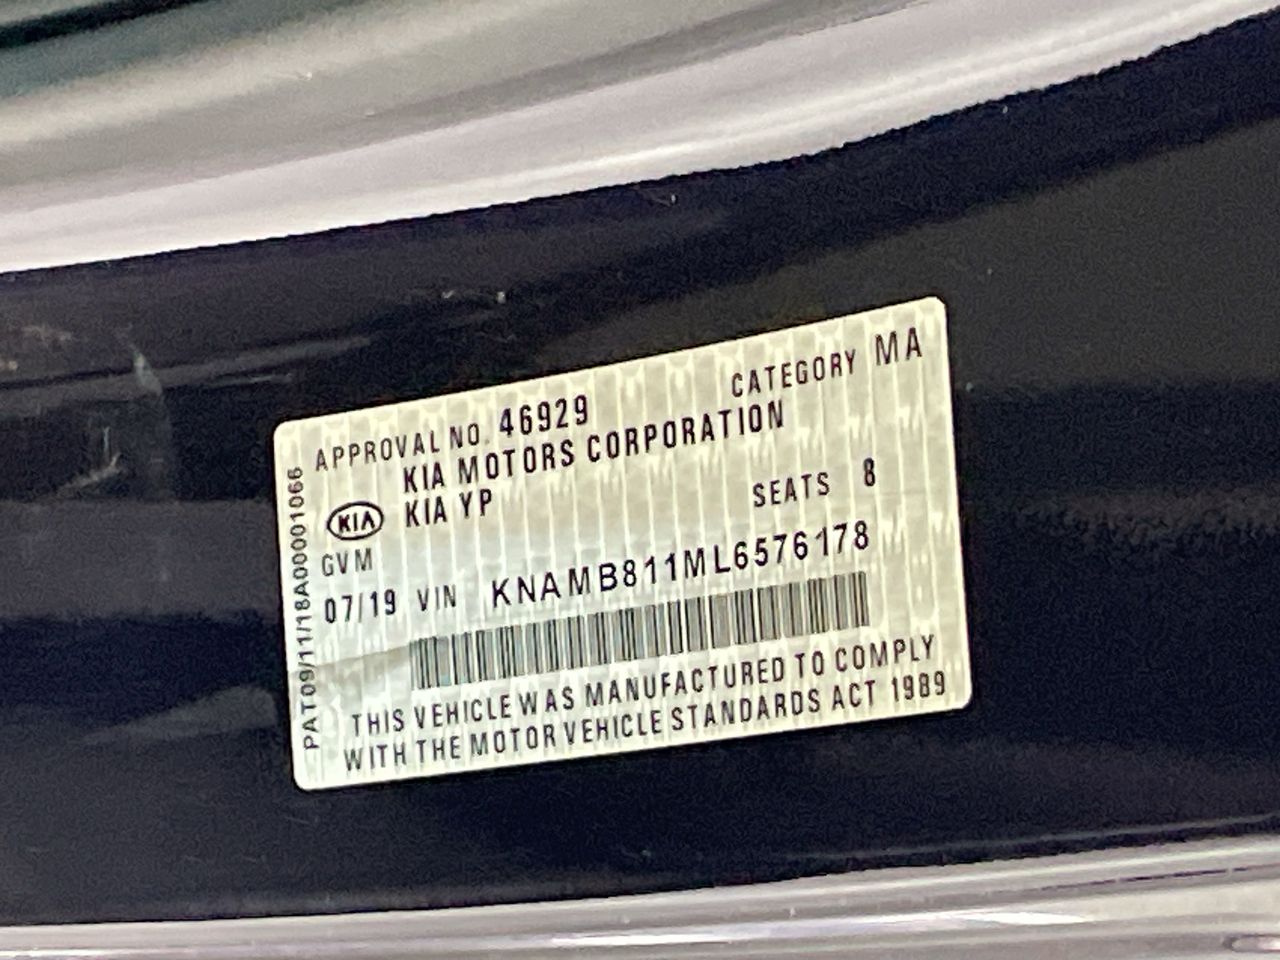 APPROVAL NO. 46929 CATEGORY MA
KIA MOTORS CORPORATION
KIA KIA YP SEATS 8
GVM
07/19 VIN KNAMB811ML6576178
THIS VEHICLE WAS MANUFACTURED TO COMPLY
WITH THE MOTOR VEHICLE STANDARDS ACT 1989
PAT09/11/18A00001066